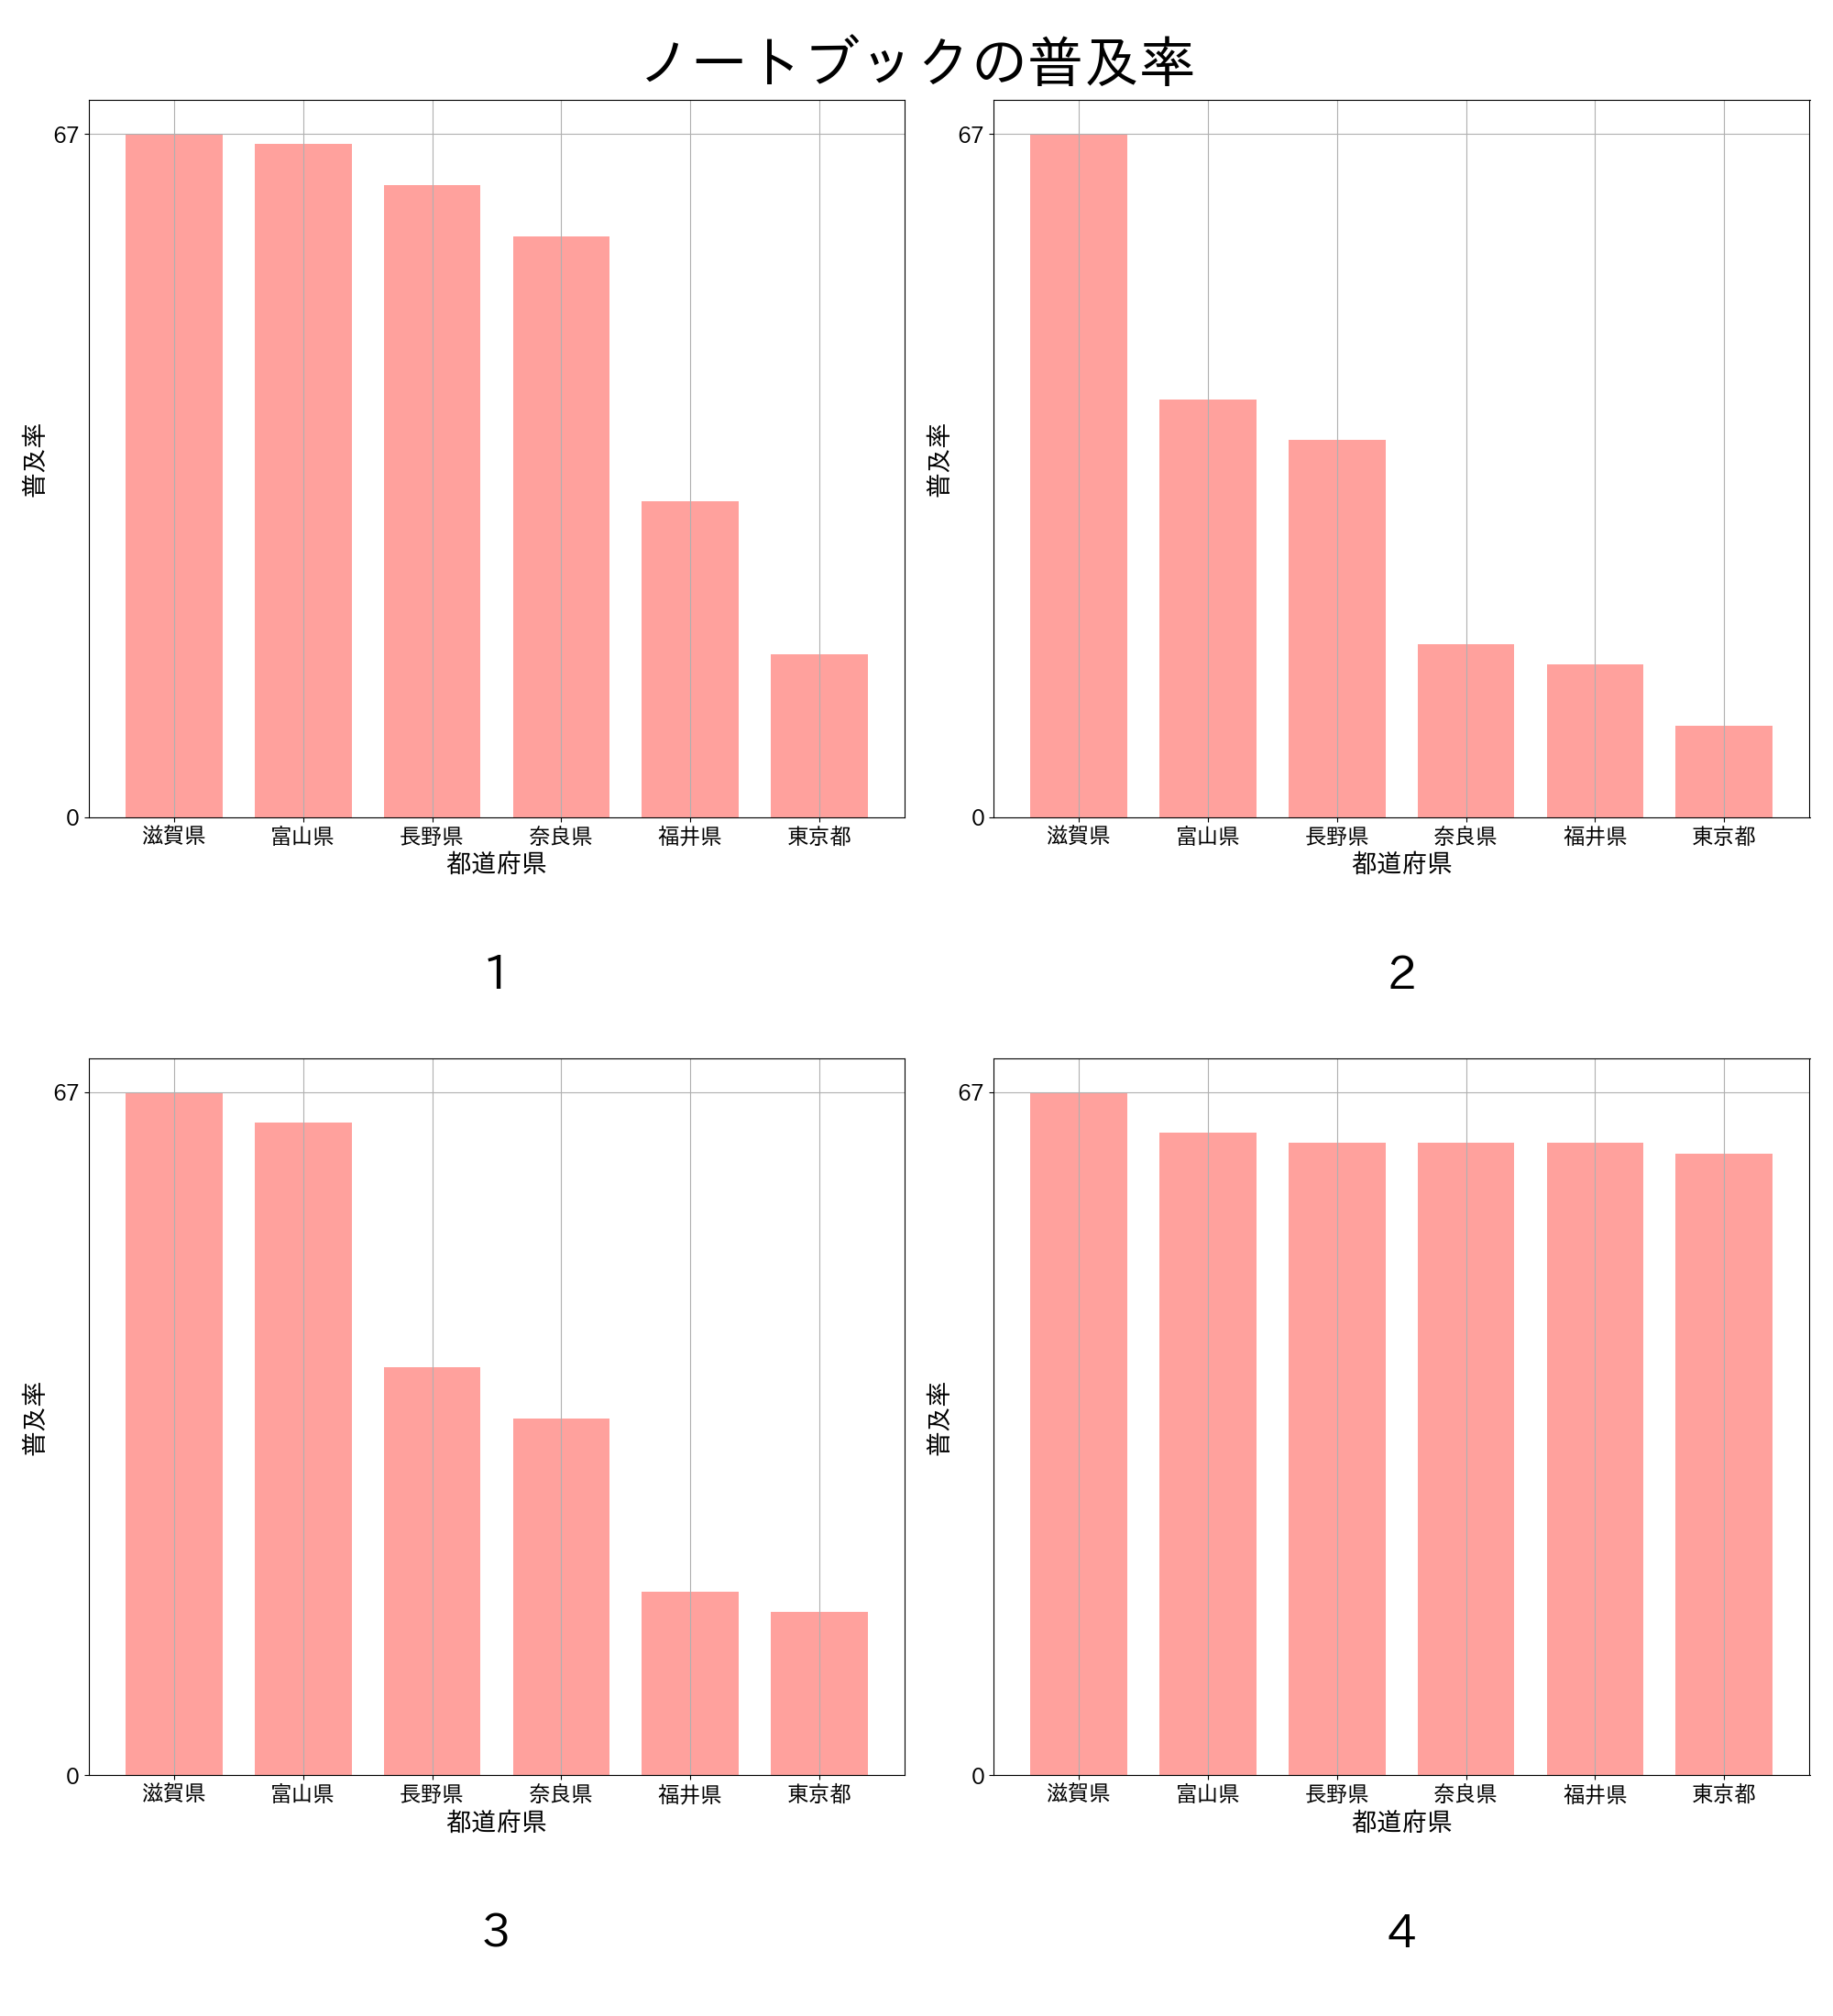 ノートブックの普及率
67
0
普及率
滋賀県 富山県 長野県 奈良県 福井県 東京都
都道府県
1
67
0
普及率
滋賀県 富山県 長野県 奈良県 福井県 東京都
都道府県
2
67
0
普及率
滋賀県 富山県 長野県 奈良県 福井県 東京都
都道府県
3
67
0
普及率
滋賀県 富山県 長野県 奈良県 福井県 東京都
都道府県
4